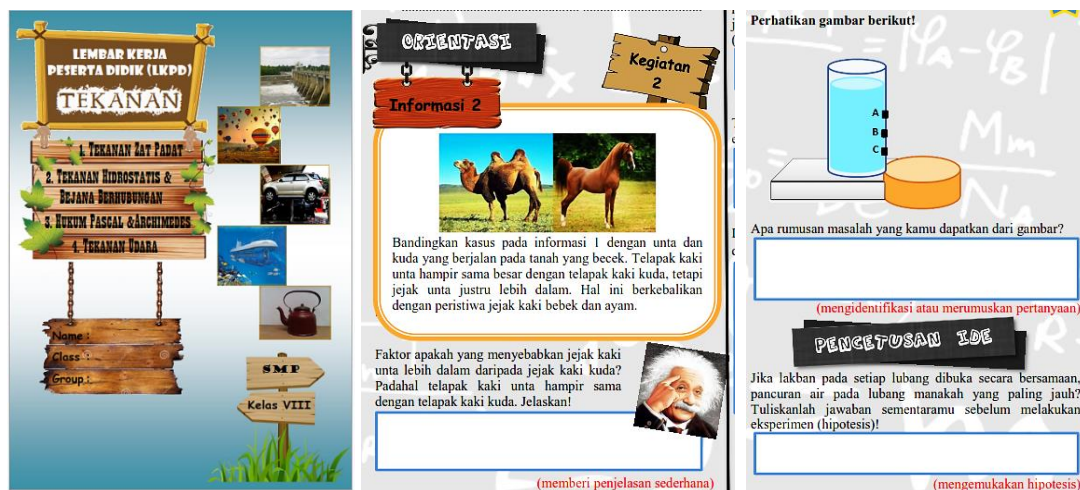 LEMBAR KERJA
PESERTA DIDIK (LKPD)
TEKANAN
1. TEKANAN ZAT PADAT
2. TEKANAN HIDROSTATIS &
BEJANA BERHUBUNGAN
3. HUKUM PASCAL &ARCHIMEDES
4. TEKANAN UDARA
Name :
Class :
Group :
SMP
Kelas VIII
ORIENTASI
Kegiatan
2
Informasi 2
Bandingkan kasus pada informasi 1 dengan unta dan
kuda yang berjalan pada tanah yang becek. Telapak kaki
unta hampir sama besar dengan telapak kaki kuda, tetapi
jejak unta justru lebih dalam. Hal ini berkebalikan
dengan peristiwa jejak kaki bebek dan ayam.
Faktor apakah yang menyebabkan jejak kaki
unta lebih dalam daripada jejak kaki kuda?
Padahal telapak kaki unta hampir sama
dengan telapak kaki kuda. Jelaskan!
(memberi penjelasan sederhana)
Perhatikan gambar berikut!
A
B
C
Apa rumusan masalah yang kamu dapatkan dari gambar?
(mengidentifikasi atau merumuskan pertanyaan)
PENCETUSAN IDE
Jika lakban pada setiap lubang dibuka secara bersamaan,
pancuran air pada lubang manakah yang paling jauh?
Tuliskanlah jawaban sementaramu sebelum melakukan
eksperimen (hipotesis)!
(mengemukakan hipotesis)